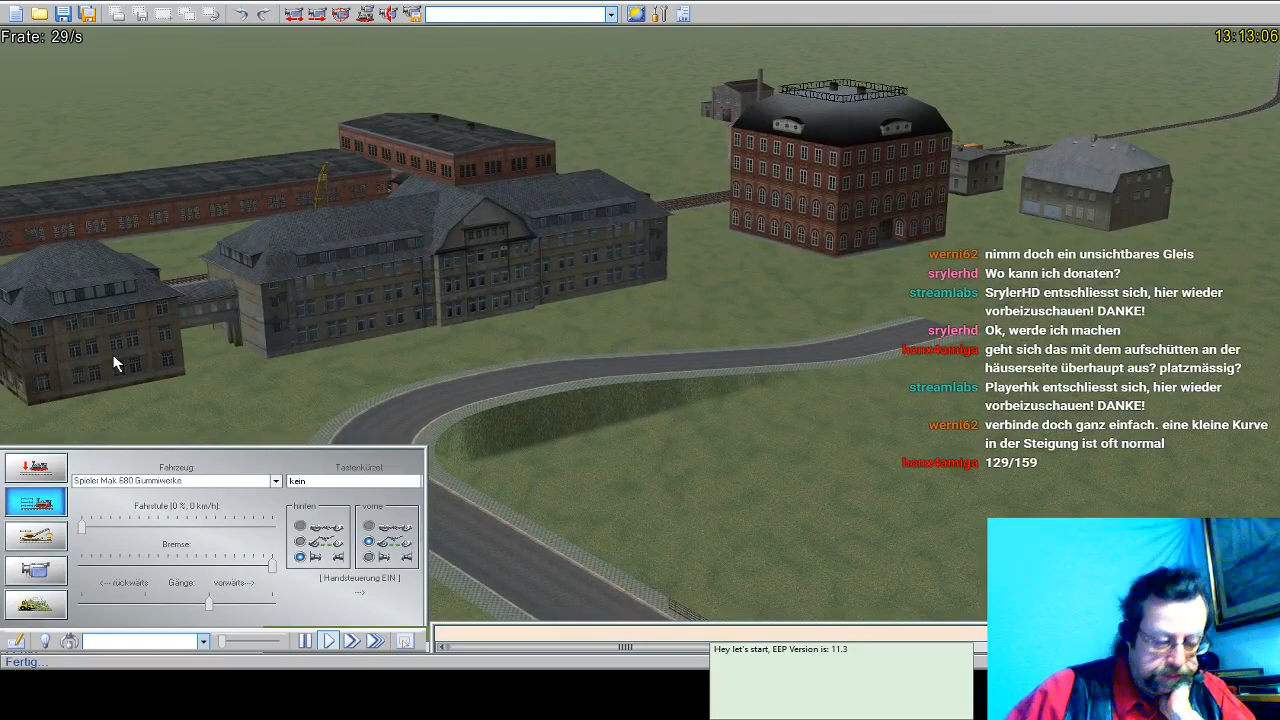 Frate: 29/s
13:13:06
werni62 nimm doch ein unsichtbares Gleis
srylerhd Wo kann ich donaten?
streamlabs SrylerHD entschliesst sich, hier wieder
vorbeizuschauen! DANKE!
srylerhd Ok, werde ich machen
honx4amiga geht sich das mit dem aufschütten an der
häuserseite überhaupt aus? platzmässig?
streamlabs Playerhk entschliesst sich, hier wieder
vorbeizuschauen! DANKE!
werni62 verbinde doch ganz einfach. eine kleine Kurve
in der Steigung ist oft normal
honx4amiga 129/159
Fahrzeug:
Tastenkürzel
Spieler Mak 680 Gummiwerke
kein
Fahrstufe (0 %, 0 km/h):
hinten
vorne
Bremse:
<--- rückwärts
Gänge:
vorwärts--->
[ Handsteuerung EIN ]
--->
Hey let's start, EEP Version is: 11.3
Fertig...